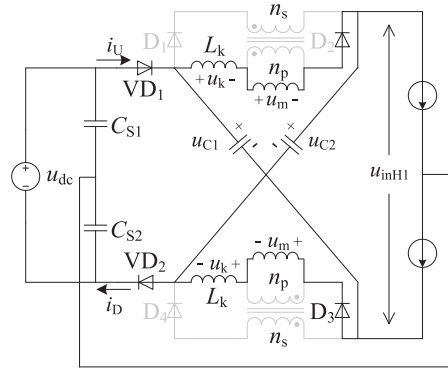 n_s
i_U
D_1
L_k
D_2
VD_1
+ u_k -
n_p
+ u_m -
C_S1
+
+
u_C1
-
-
u_C2
u_inH1
+
-
u_dc
C_S2
VD_2
- u_m +
- u_k +
n_p
i_D
D_4
L_k
D_3
n_s